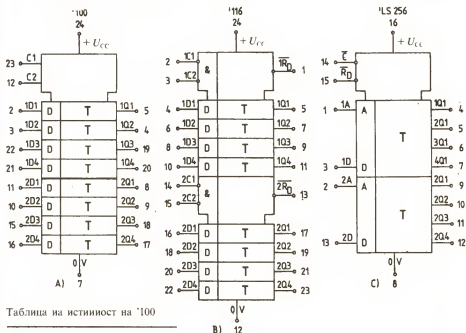 '100
24
+ Ucc
23 C1
12 C2
2 1D1 D T 1Q1 5
3 1D2 D T 1Q2 4
22 1D3 D T 1Q3 19
21 1D4 D T 1Q4 20
11 2D1 D T 2Q1 8
10 2D2 D T 2Q2 9
15 2D3 D T 2Q3 18
16 2D4 D T 2Q4 17
0 V
A) 7
'116
24
+ Ucc
2 1C1 & 1R̅D̅ 1
3 1C2
4 1D1 D T 1Q1 5
6 1D2 D T 1Q2 7
8 1D3 D T 1Q3 9
10 1D4 D T 1Q4 11
14 2C1 & 2R̅D̅ 13
15 2C2
16 2D1 D T 2Q1 17
18 2D2 D T 2Q2 19
20 2D3 D T 2Q3 21
22 2D4 D T 2Q4 23
0 V
B) 12
'LS 256
16
+ Ucc
14 C̅
15 R̅D
1 1A A T 1Q1 4
2Q1 5
3Q1 6
3 1D D 4Q1 7
2 2A A T 2Q1 9
2Q2 10
2Q3 11
13 2D D 2Q4 12
0 V
C) 8
Таблица на истинност на '100